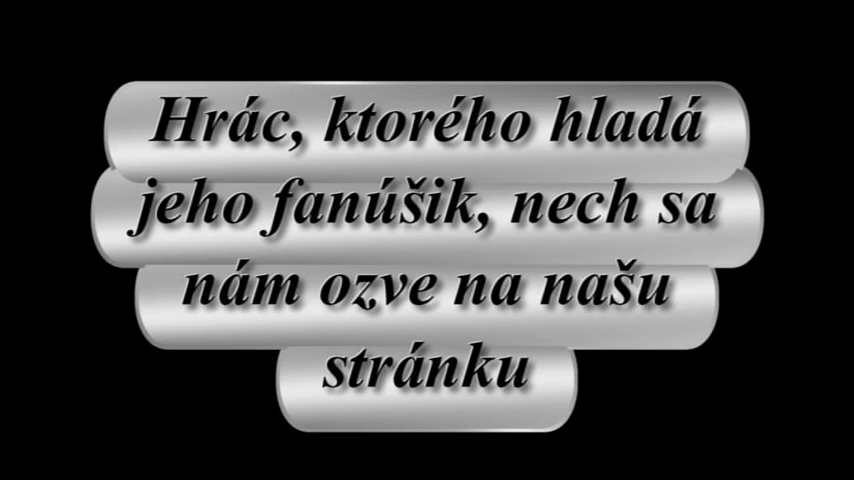 Hrác, ktorého hladá
jeho fanúšik, nech sa
nám ozve na našu
stránku